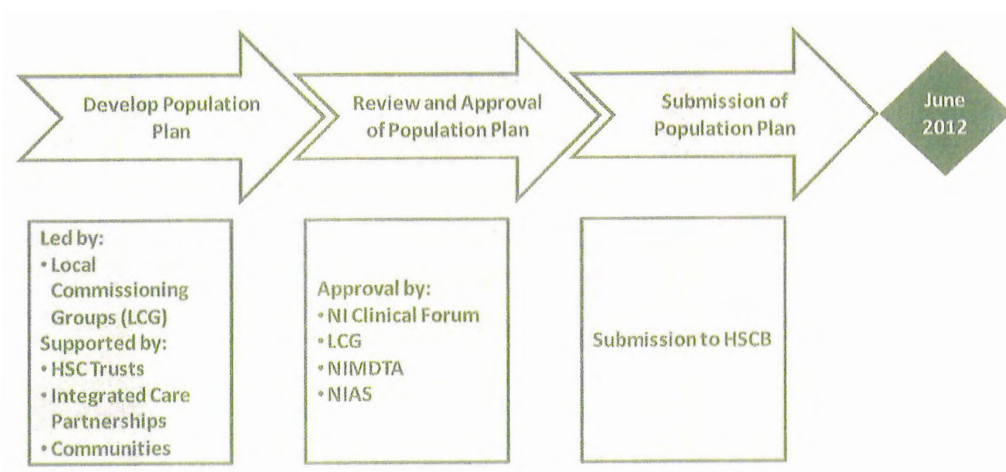 Develop Population
Plan
Review and Approval
of Population Plan
Submission of
Population Plan
June
2012
Led by:
• Local
Commissioning
Groups (LCG)
Supported by:
• HSC Trusts
• Integrated Care
Partnerships
• Communities
Approval by:
• NI Clinical Forum
• LCG
• NIMDTA
• NIAS
Submission to HSCB